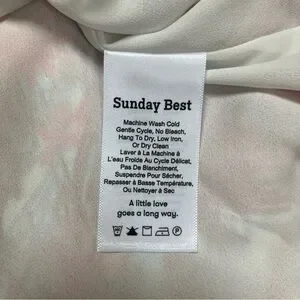 Sunday Best
Machine Wash Cold
Gentle Cycle, No Bleach,
Hang To Dry, Low Iron,
Or Dry Clean
Laver À La Machine à
L'eau Froide Au Cycle Délicat,
Pas De Blanchiment,
Suspendre Pour Sécher,
Repasser à Basse Température,
Ou Nettoyer à Sec
A little love
goes a long way.